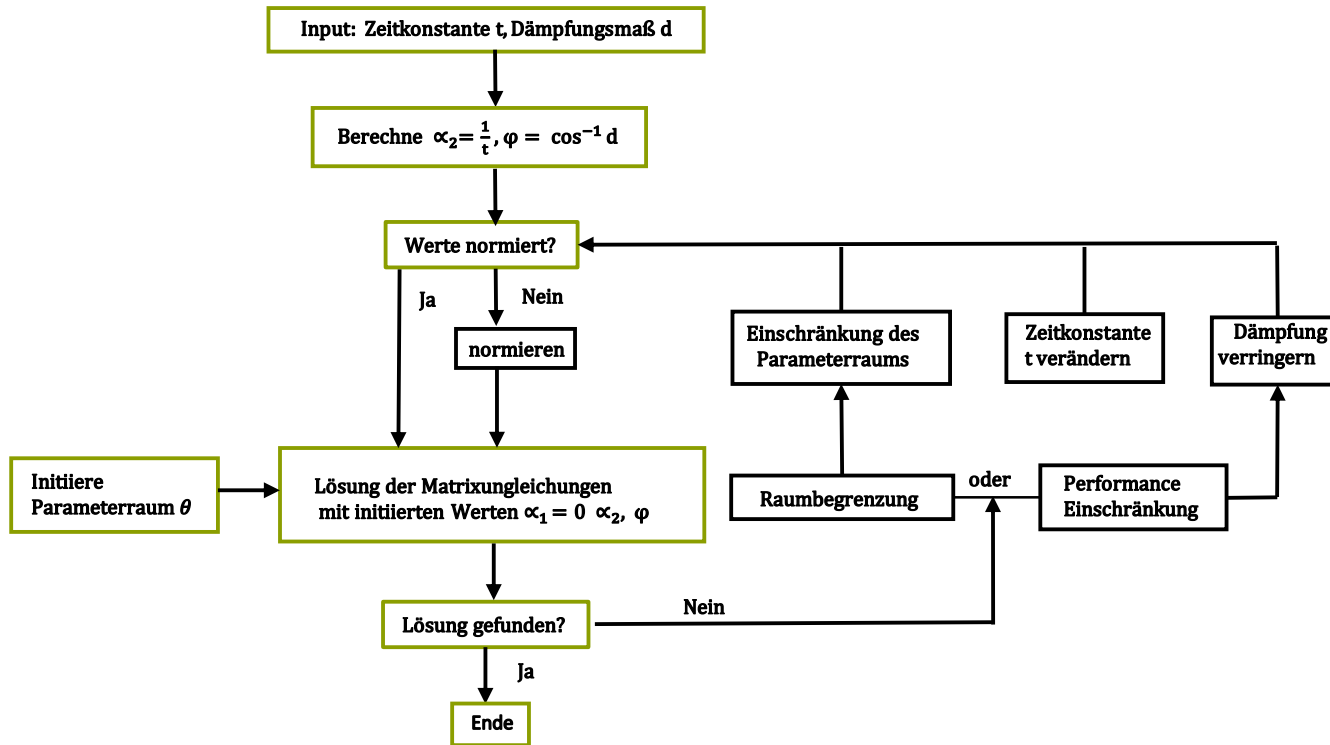 Input: Zeitkonstante t, Dämpfungsmaß d
Berechne ∝₂= 1/t, φ = cos⁻¹ d
Werte normiert?
Ja
Nein
normieren
Einschränkung des
Parameterraums
Zeitkonstante
t verändern
Dämpfung
verringern
Initiiere
Parameterraum θ
Lösung der Matrixungleichungen
mit initiierten Werten ∝₁ = 0 ∝₂, φ
Raumbegrenzung
oder
Performance
Einschränkung
Lösung gefunden?
Nein
Ja
Ende